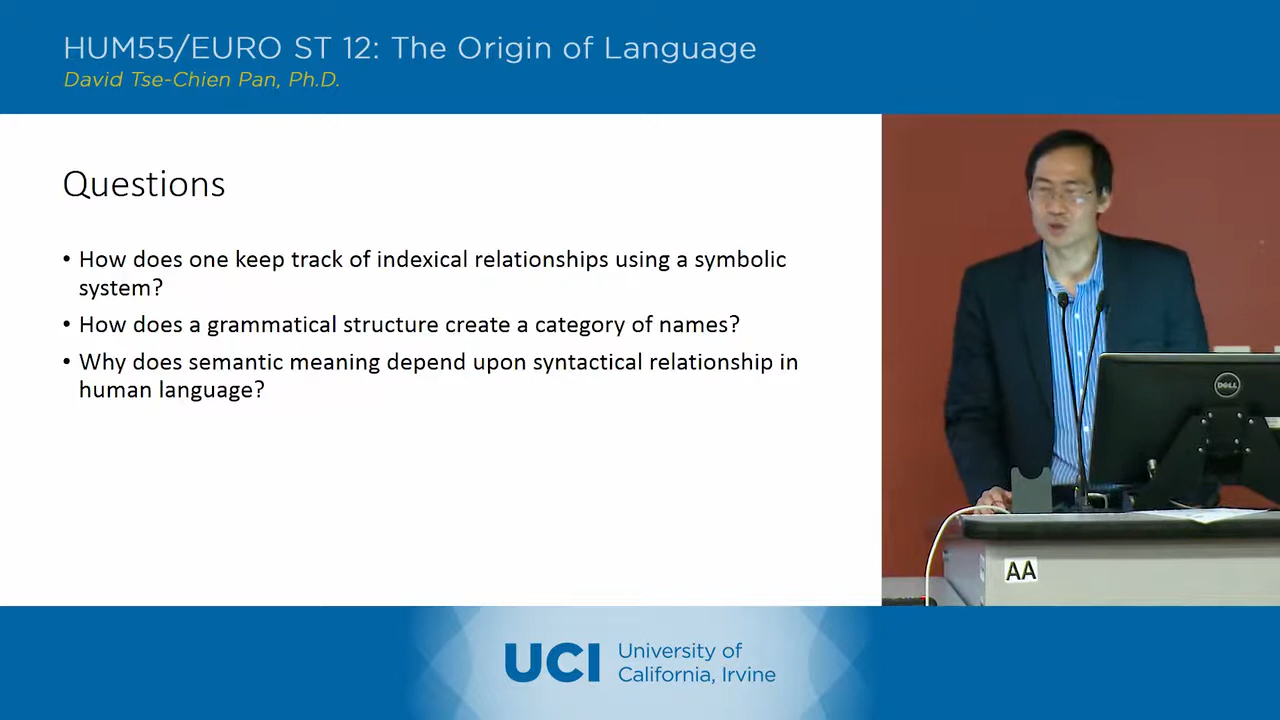 HUM55/EURO ST 12: The Origin of Language
David Tse-Chien Pan, Ph.D.
Questions
• How does one keep track of indexical relationships using a symbolic
system?
• How does a grammatical structure create a category of names?
• Why does semantic meaning depend upon syntactical relationship in
human language?
DELL
AA
UCI University of
California, Irvine